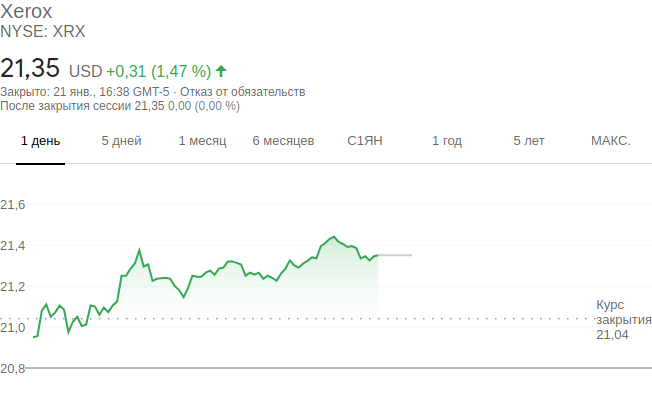 Xerox
NYSE: XRX
21,35 USD +0,31 (1,47 %)
Закрыто: 21 янв., 16:38 GMT-5 · Отказ от обязательств
После закрытия сессии 21,35 0,00 (0,00 %)
1 день 5 дней 1 месяц 6 месяцев С1ЯН 1 год 5 лет МАКС.
21,6
21,4
21,2
21,0
20,8
Курс
закрытия
21,04